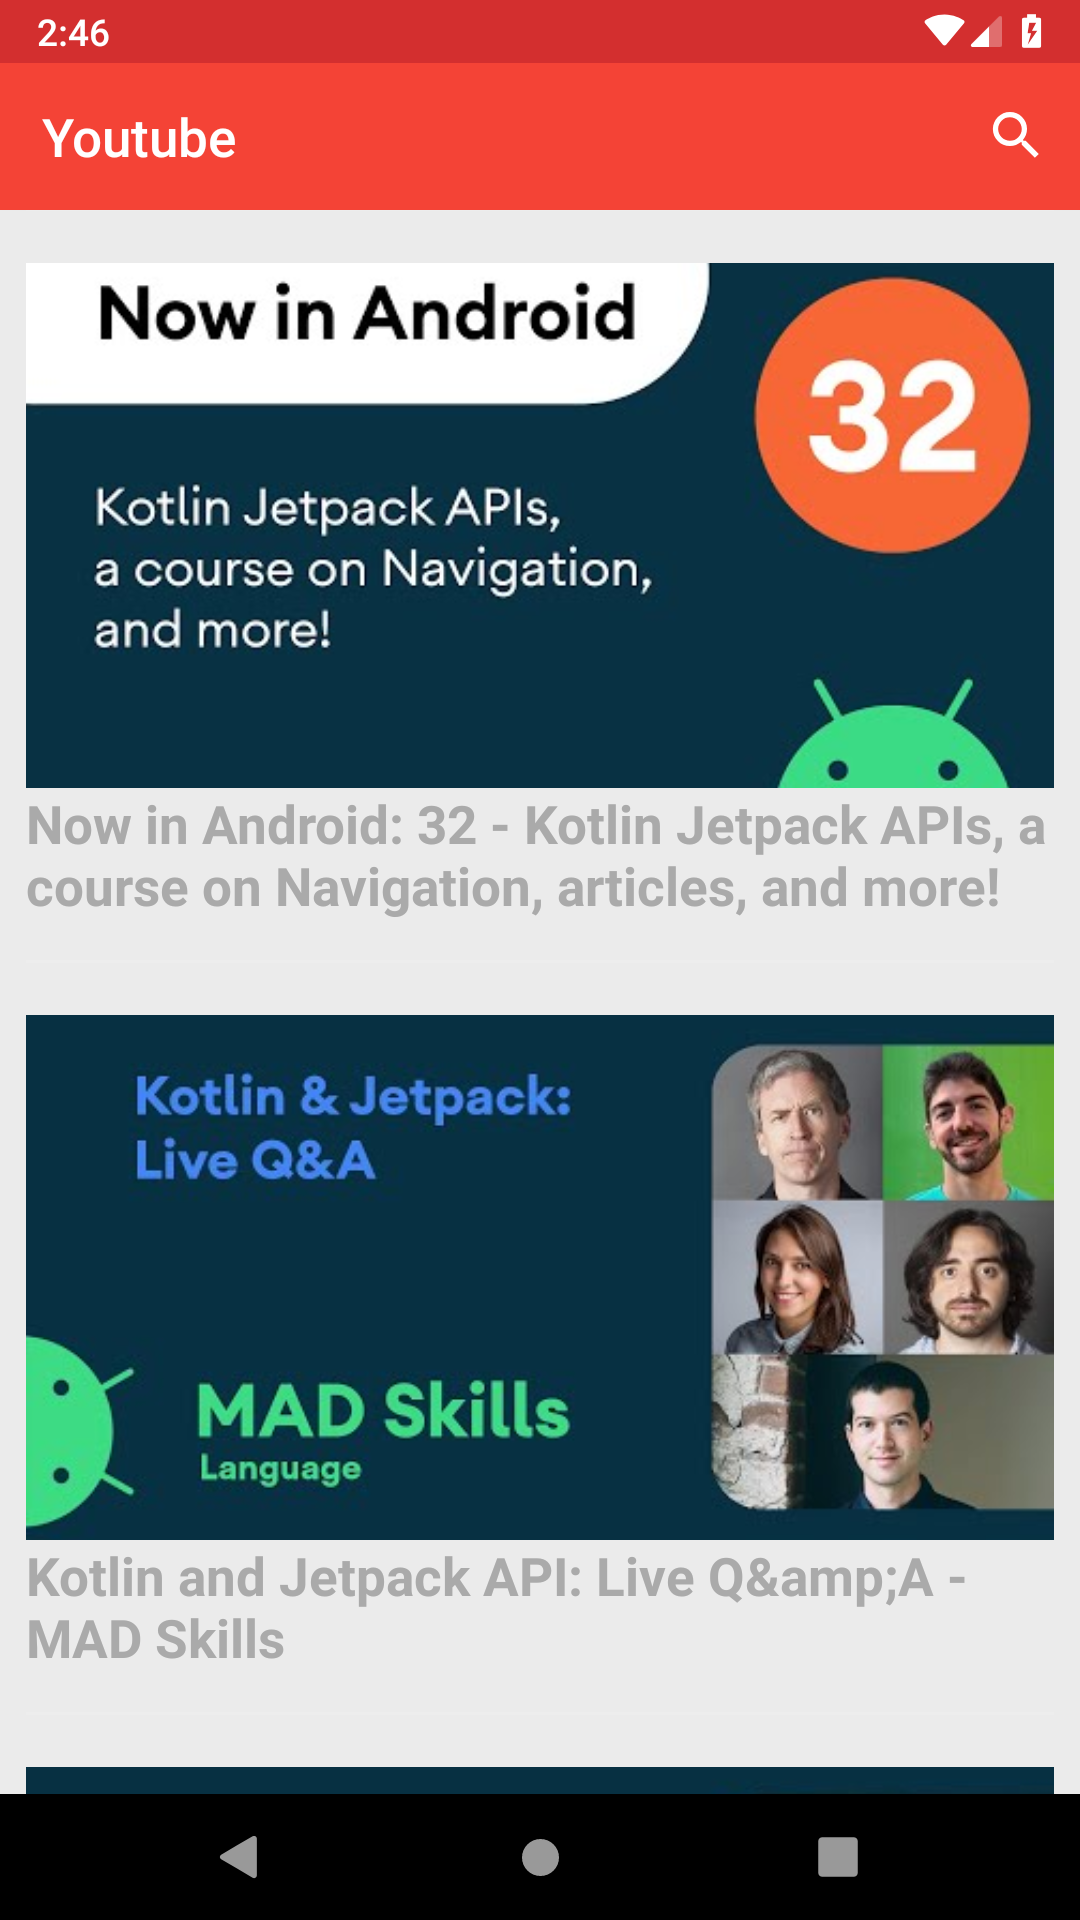 2:46
Youtube
Now in Android
32
Kotlin Jetpack APIs,
a course on Navigation,
and more!
Now in Android: 32 - Kotlin Jetpack APIs, a
course on Navigation, articles, and more!
Kotlin & Jetpack:
Live Q&A
MAD Skills
Language
Kotlin and Jetpack API: Live Q&amp;A -
MAD Skills